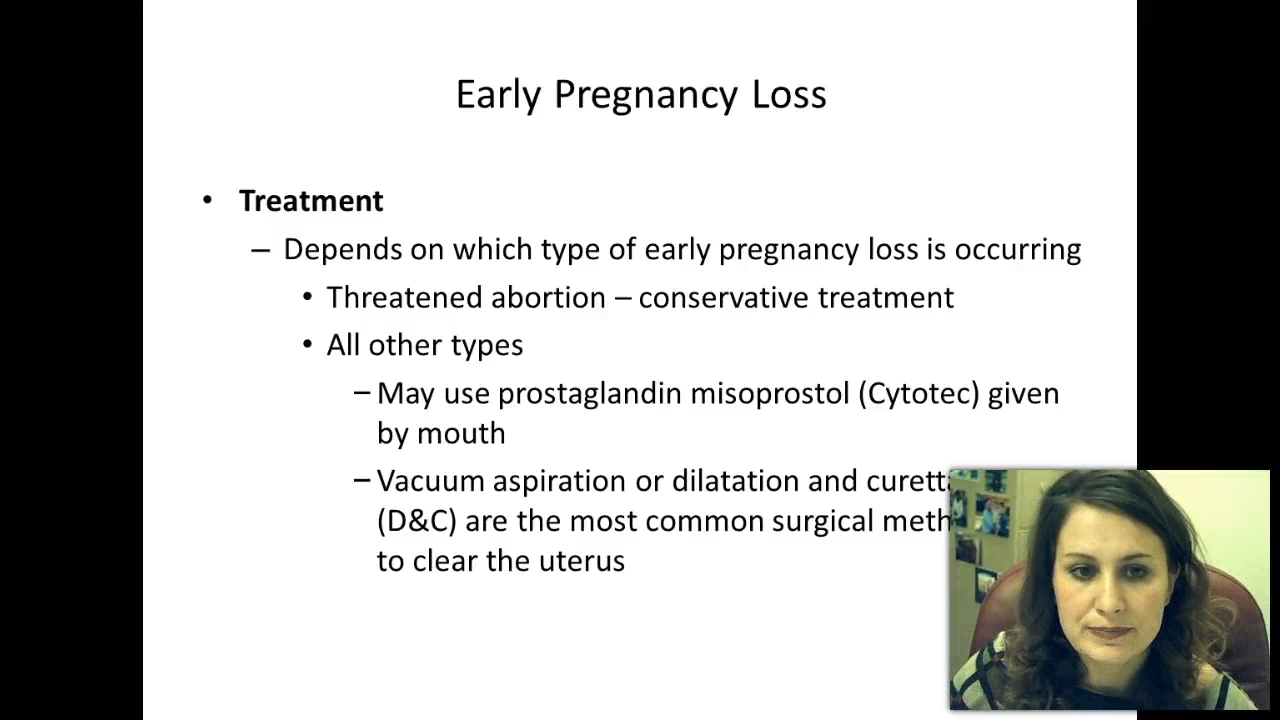 Early Pregnancy Loss
• Treatment
– Depends on which type of early pregnancy loss is occurring
• Threatened abortion – conservative treatment
• All other types
– May use prostaglandin misoprostol (Cytotec) given
by mouth
– Vacuum aspiration or dilatation and
(D&C) are the most common surgical
to clear the uterus